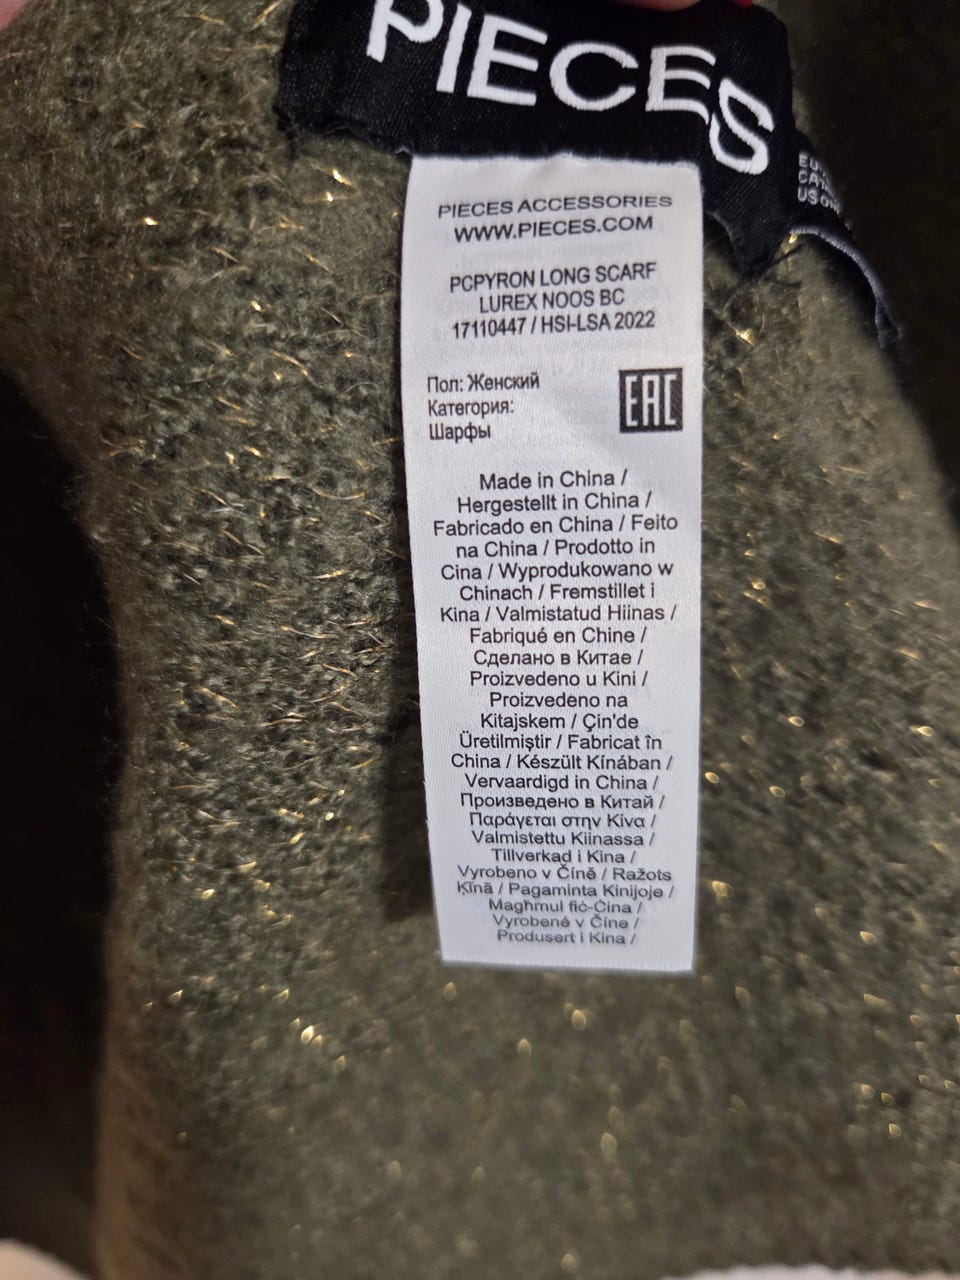 PIECES
EU
US
PIECES ACCESSORIES
WWW.PIECES.COM
PCPYRON LONG SCARF
LUREX NOOS BC
17110447 / HSI-LSA 2022
Пол: Женский
Категория:
Шарфы
EAC
Made in China /
Hergestellt in China /
Fabricado en China / Feito
na China / Prodotto in
Cina / Wyprodukowano w
Chinach / Fremstillet i
Kina / Valmistatud Hiinas /
Fabriqué en Chine /
Сделано в Китае /
Proizvedeno u Kini /
Proizvedeno na
Kitajskem / Çin'de
Üretilmiştir / Fabricat în
China / Készült Kínában /
Vervaardigd in China /
Произведено в Китай /
Παράγεται στην Κίνα /
Valmistettu Kiinassa /
Tillverkad i Kina /
Vyrobeno v Číně / Ražots
Ķīnā / Pagaminta Kinijoje /
Magħmul fiċ-Ċina /
Vyrobené v Číne /
Produsert i Kina /